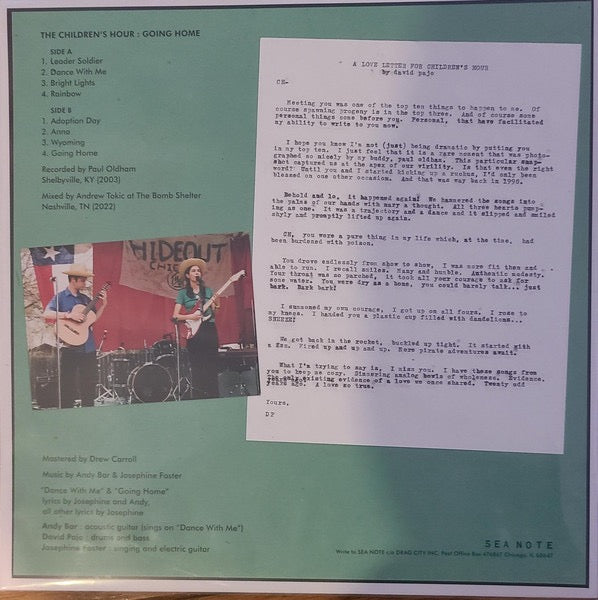 THE CHILDREN'S HOUR : GOING HOME
SIDE A
1. Leader Soldier
2. Dance With Me
3. Bright Lights
4. Rainbow
SIDE B
1. Adoption Day
2. Anna
3. Wyoming
4. Going Home
Recorded by Paul Oldham
Shelbyville, KY (2003)
Mixed by Andrew Tokic at The Bomb Shelter
Nashville, TN (2022)
HIDEOUT
CHIC
Mastered by Drew Carroll
Music by Andy Bar & Josephine Foster
"Dance With Me" & "Going Home"
lyrics by Josephine and Andy,
all other lyrics by Josephine
Andy Bar : acoustic guitar (sings on "Dance With Me")
David Pajo : drums and bass
Josephine Foster : singing and electric guitar
A LOVE LETTER FOR CHILDREN'S HOUR
by david pajo
CH-
Meeting you was one of the top ten things to happen to me. Of
course spawning progeny is in the top three. And of course some
personal things come before you. Personal, that have facilitated
my ability to write to you now.
I hope you know I'm not (just) being drastic by putting you
in my top ten. I just feel that it is a rare moment that was photo-
graphed so nicely by my buddy, paul oldham. This particular snap-
shot captured us at the apex of our virility. Is that even the right
word? Until you and I started kicking up a ruckus, I'd only been
blessed on one other occasion. And that was way back in 1996.
Behold and lo, it happened again! We hammered the songs into
the palms of our hands with nary a thought. All three hearts pump-
ing as one. It was a trajectory and a dance and it slipped and smiled
shyly and promptly lifted up again.
CH, you were a pure thing in my life which, at the time, had
been burdened with poison.
You drove endlessly from show to show, I was more fit then and
able to run. I recall smiles. Many and humble. Authentic modesty.
Your throat was so parched, it took all your courage to ask for
some water. You were dry as a bone, you could barely talk... just
bark. Bark bark!
I summoned my own courage, I got up on all fours. I rose to
my knees. I handed you a plastic cup filled with dandelions...
We got back in the rocket, buckled up tight. It started with
a Fired up and up and up. More pirate adventures await.
What I'm trying to say is, I miss you. I have these songs from
you to keep me cozy. Simmering analog bowls of wholeness. Evidence.
The only existing evidence of a love we once shared. Twenty odd
years ago. A love so true.
Yours,
DP
SEA NOTE
Write to SEA NOTE c/o DRAG CITY INC. Post Office Box 476867 Chicago, IL 60647